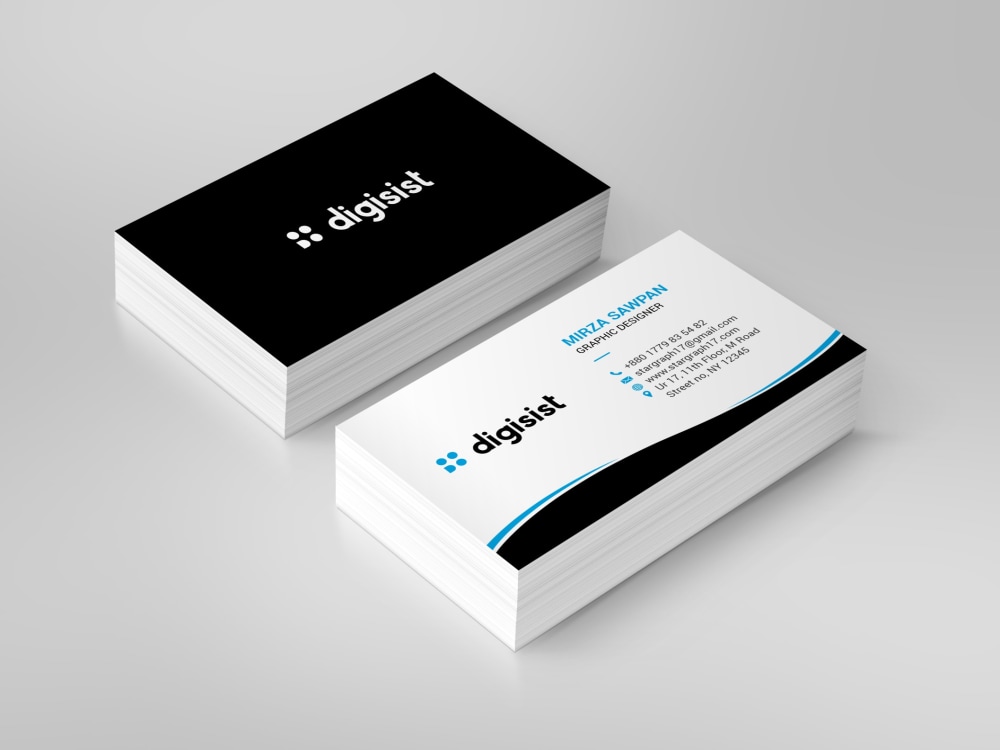 digisist
MIRZA SAWPAN
GRAPHIC DESIGNER
+880 1779 83 54 82
stargraph17@gmail.com
www.stargraph17.com
Ur 17, 11th Floor, M Road
Street no, NY 12345
digisist